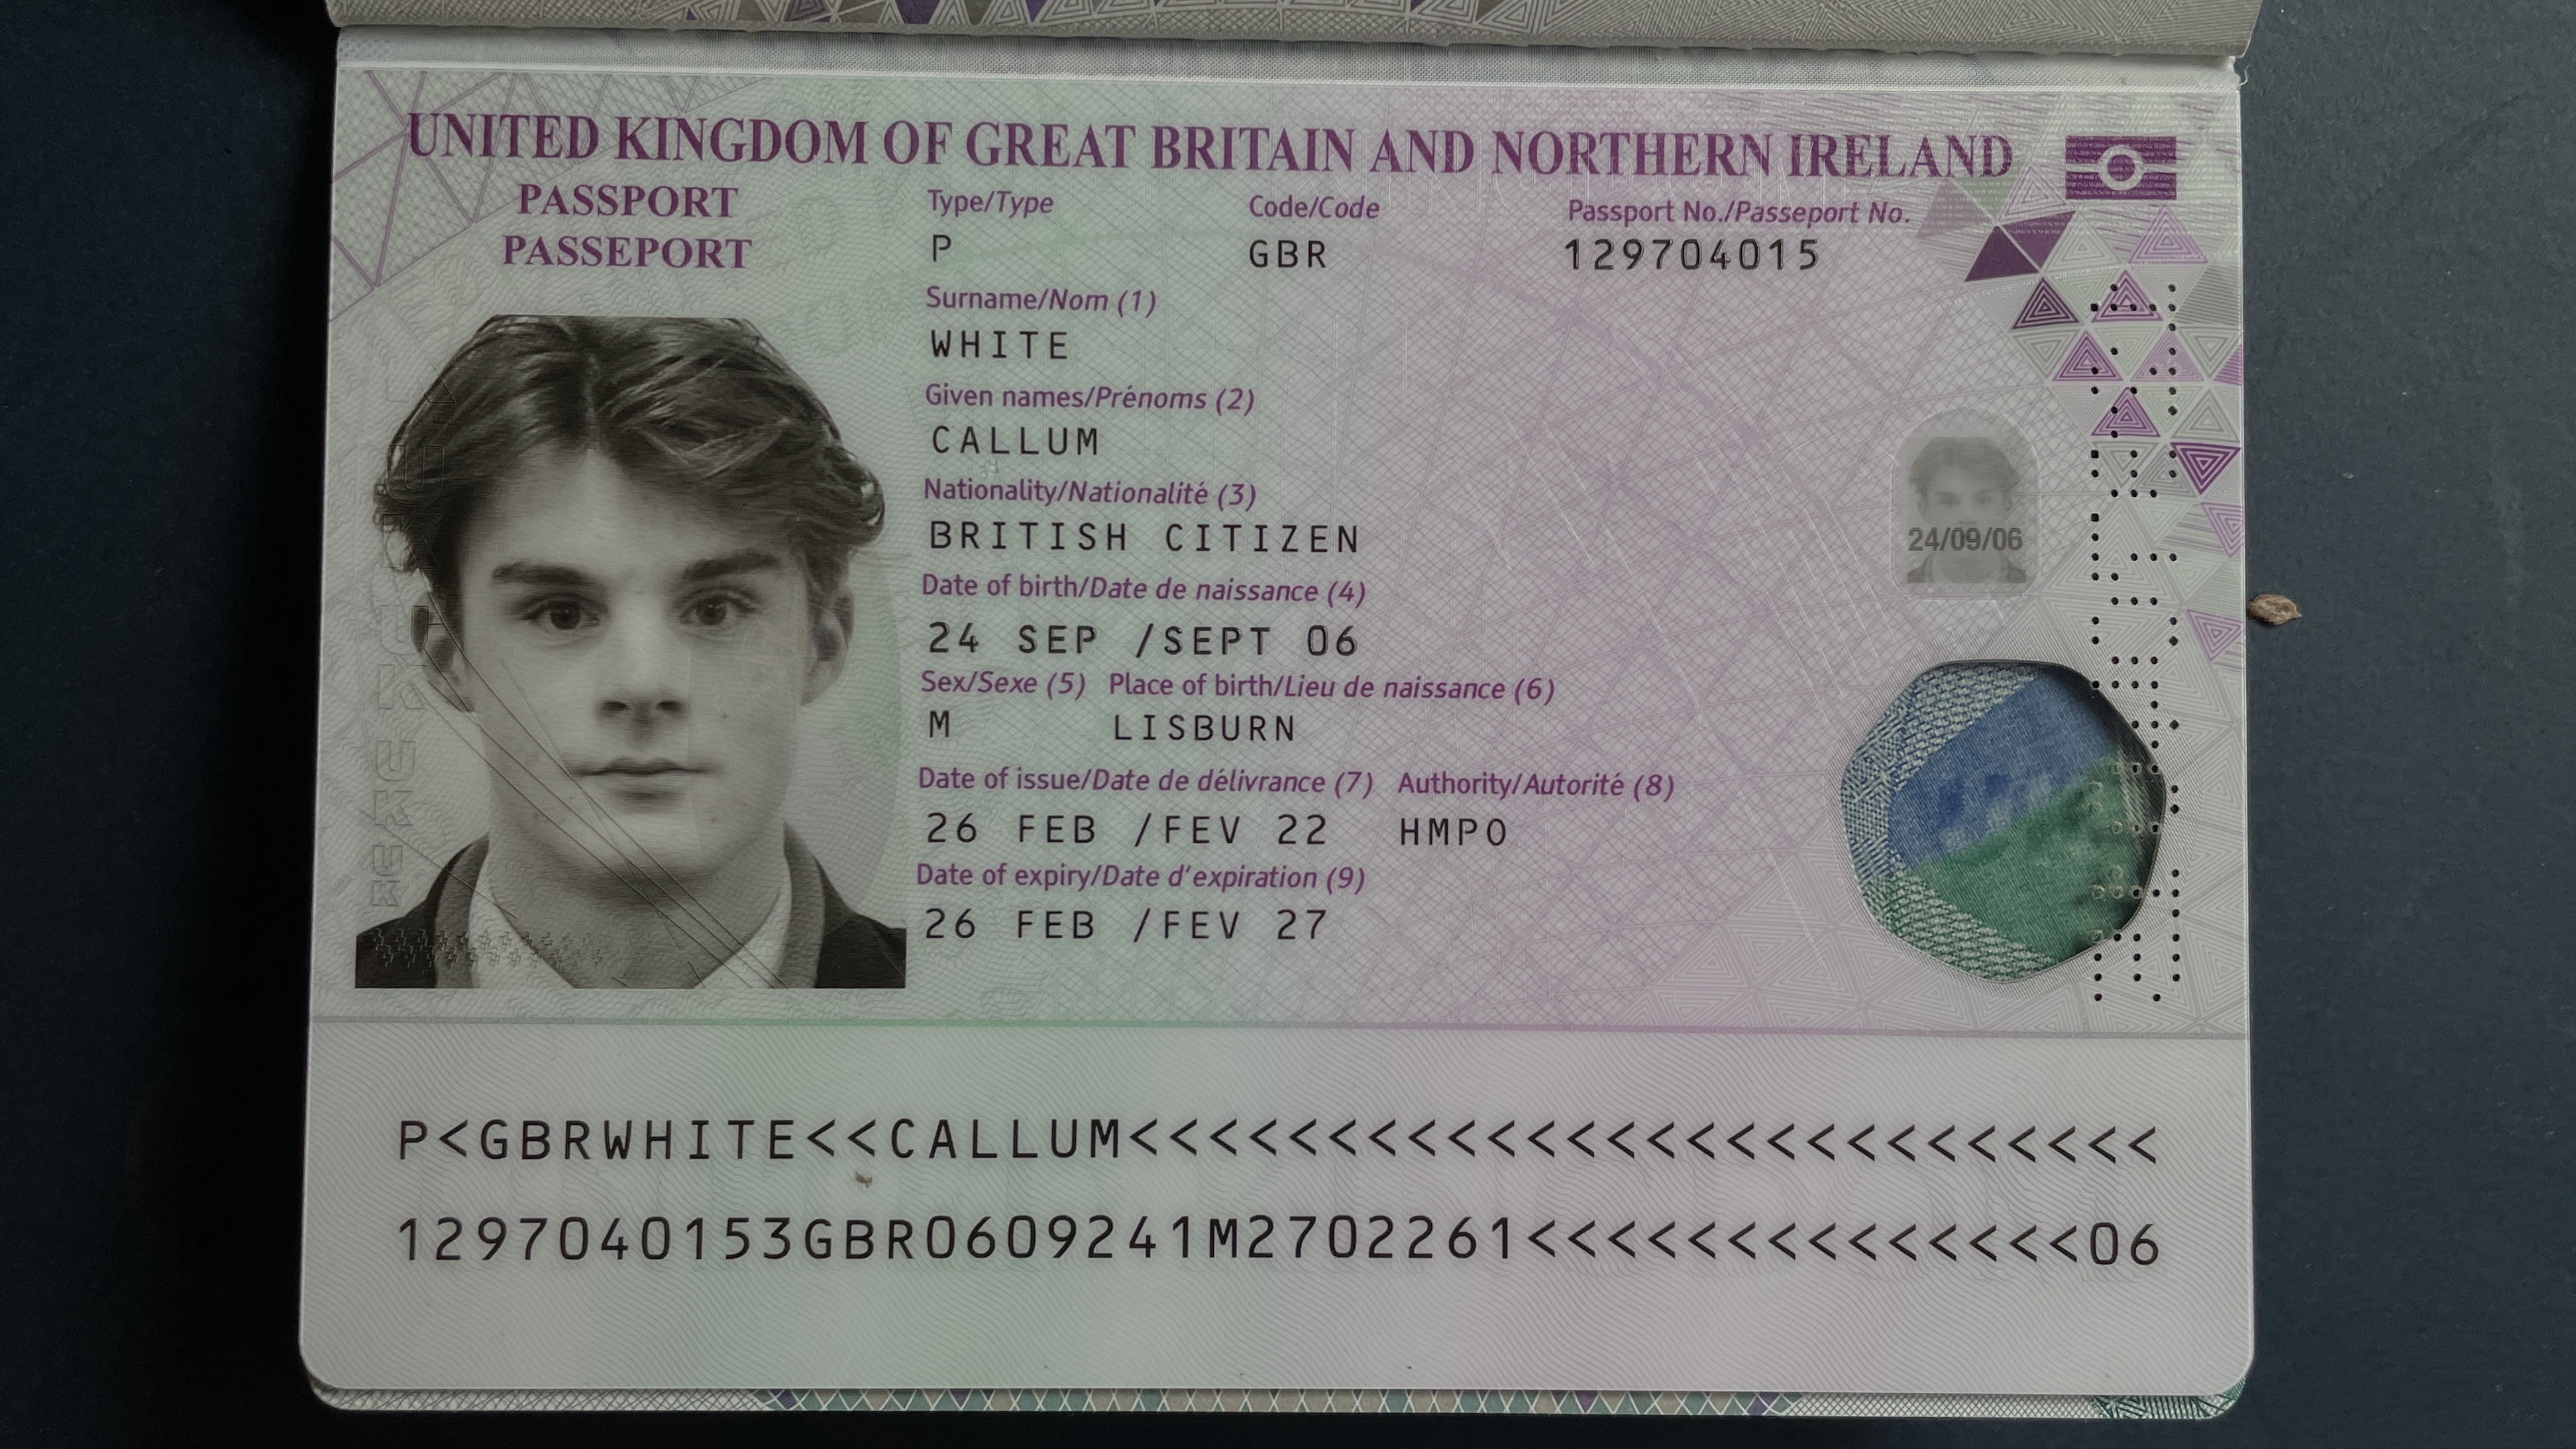 UNITED KINGDOM OF GREAT BRITAIN AND NORTHERN IRELAND
PASSPORT
PASSEPORT
Type/Type
Code/Code
Passport No./Passeport No.
P
GBR
129704015
Surname/Nom (1)
WHITE
Given names/Prénoms (2)
CALLUM
Nationality/Nationalité (3)
BRITISH CITIZEN
Date of birth/Date de naissance (4)
24 SEP /SEPT 06
Sex/Sexe (5) Place of birth/Lieu de naissance (6)
M LISBURN
Date of issue/Date de délivrance (7) Authority/Autorité (8)
26 FEB /FEV 22 HMPO
Date of expiry/Date d'expiration (9)
26 FEB /FEV 27
24/09/06
P<GBRWHITE<<CALLUM<<<<<<<<<<<<<<<<<<<<<<<<<<
1297040153GBR0609241M2702261<<<<<<<<<<<<<<06